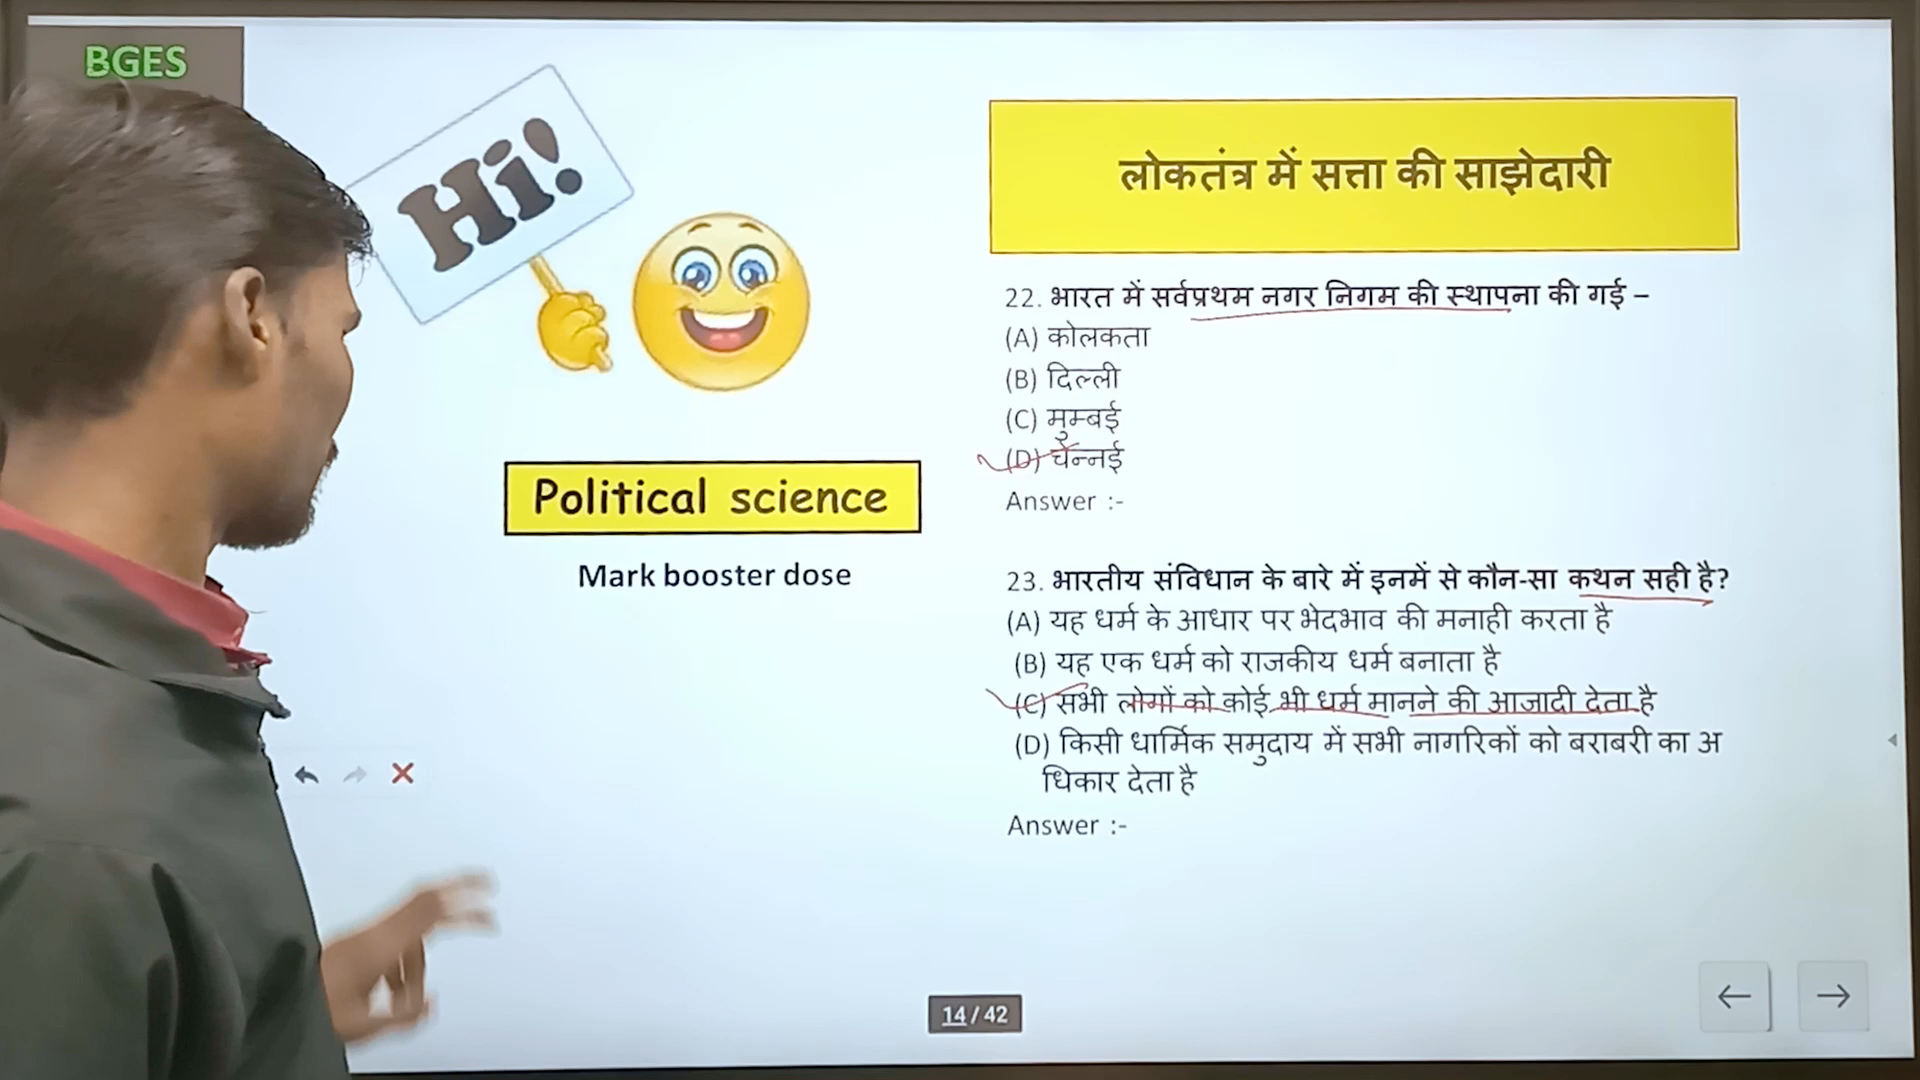 BGES
Hi!
लोकतंत्र में सत्ता की साझेदारी
Political science
Mark booster dose
22. भारत में सर्वप्रथम नगर निगम की स्थापना की गई –
(A) कोलकता
(B) दिल्ली
(C) मुम्बई
(D) चेन्नई
Answer :-
23. भारतीय संविधान के बारे में इनमें से कौन-सा कथन सही है?
(A) यह धर्म के आधार पर भेदभाव की मनाही करता है
(B) यह एक धर्म को राजकीय धर्म बनाता है
(C) सभी लोगों को कोई भी धर्म मानने की आजादी देता है
(D) किसी धार्मिक समुदाय में सभी नागरिकों को बराबरी का अ
धिकार देता है
Answer :-
14 / 42